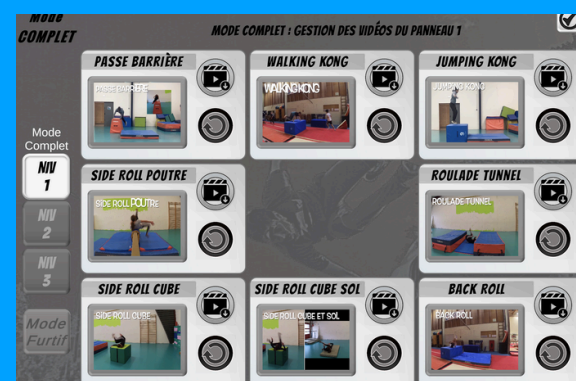 Mode
COMPLET
MODE COMPLET : GESTION DES VIDÉOS DU PANNEAU 1
Mode
Complet
NIV
1
NIV
2
NIV
3
Mode
Furtif
PASSE BARRIÈRE
PASSE BARRIERE
WALKING KONG
WALKING KONG
JUMPING KONG
JUMPING KONG
SIDE ROLL POUTRE
SIDE ROLL POUTRE
ROULADE TUNNEL
ROULADE TUNNEL
SIDE ROLL CUBE
SIDE ROLL CUBE
SIDE ROLL CUBE SOL
SIDE ROLL CUBE ET SOL
BACK ROLL
BACK ROLL